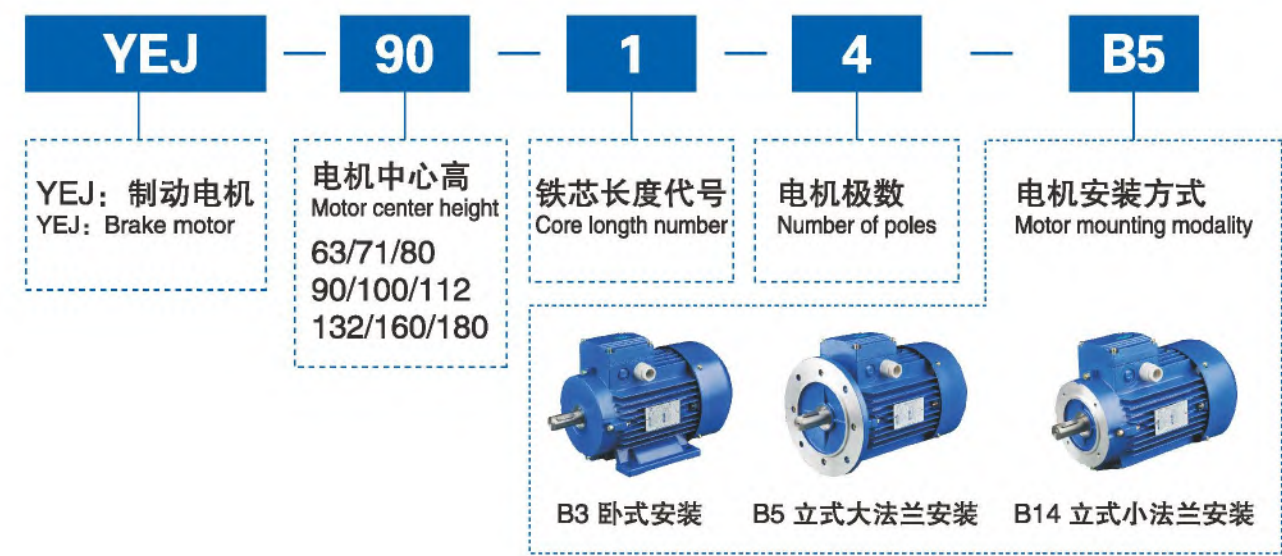 YEJ — 90 — 1 — 4 — B5
YEJ：制动电机
YEJ：Brake motor
电机中心高
Motor center height
63/71/80
90/100/112
132/160/180
铁芯长度代号
Core length number
电机极数
Number of poles
电机安装方式
Motor mounting modality
B3 卧式安装
B5 立式大法兰安装
B14 立式小法兰安装